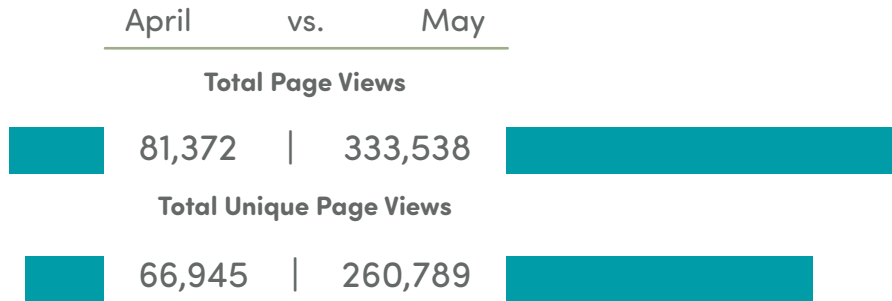 April vs. May
Total Page Views
81,372 | 333,538
Total Unique Page Views
66,945 | 260,789